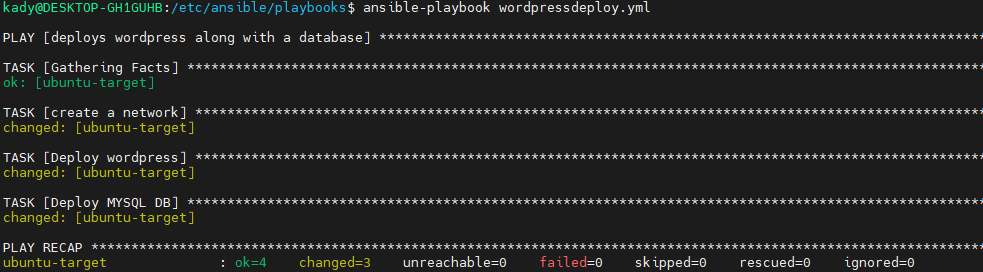 kady@DESKTOP-GH1GUHB:/etc/ansible/playbooks$ ansible-playbook wordpressdeploy.yml
PLAY [deploys wordpress along with a database] ****************************************************************************
TASK [Gathering Facts] ****************************************************************************************************
ok: [ubuntu-target]
TASK [create a network] ***************************************************************************************************
changed: [ubuntu-target]
TASK [Deploy wordpress] ***************************************************************************************************
changed: [ubuntu-target]
TASK [Deploy MYSQL DB] ****************************************************************************************************
changed: [ubuntu-target]
PLAY RECAP ****************************************************************************************************************
ubuntu-target : ok=4 changed=3 unreachable=0 failed=0 skipped=0 rescued=0 ignored=0